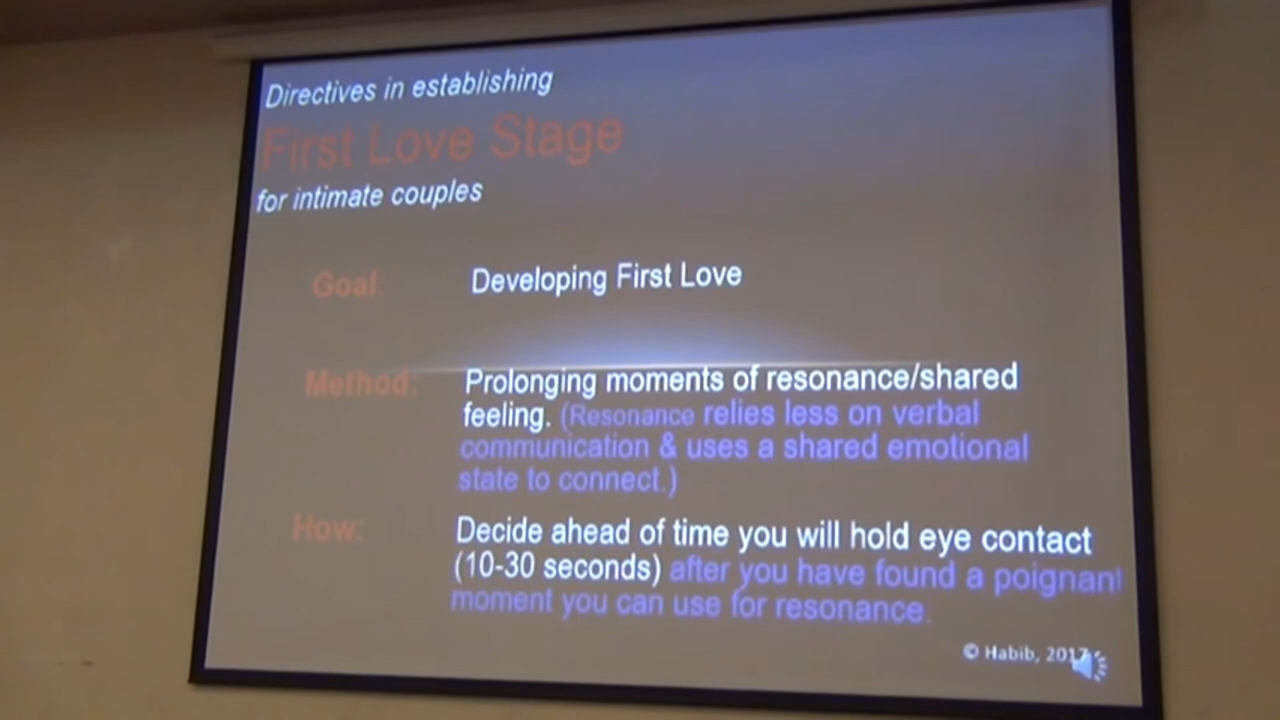 Directives in establishing
First Love Stage
for intimate couples
Goal: Developing First Love
Method: Prolonging moments of resonance/shared
feeling. (Resonance relies less on verbal
communication & uses a shared emotional
state to connect.)
How: Decide ahead of time you will hold eye contact
(10-30 seconds) after you have found a poignant
moment you can use for resonance.
© Habib, 2017